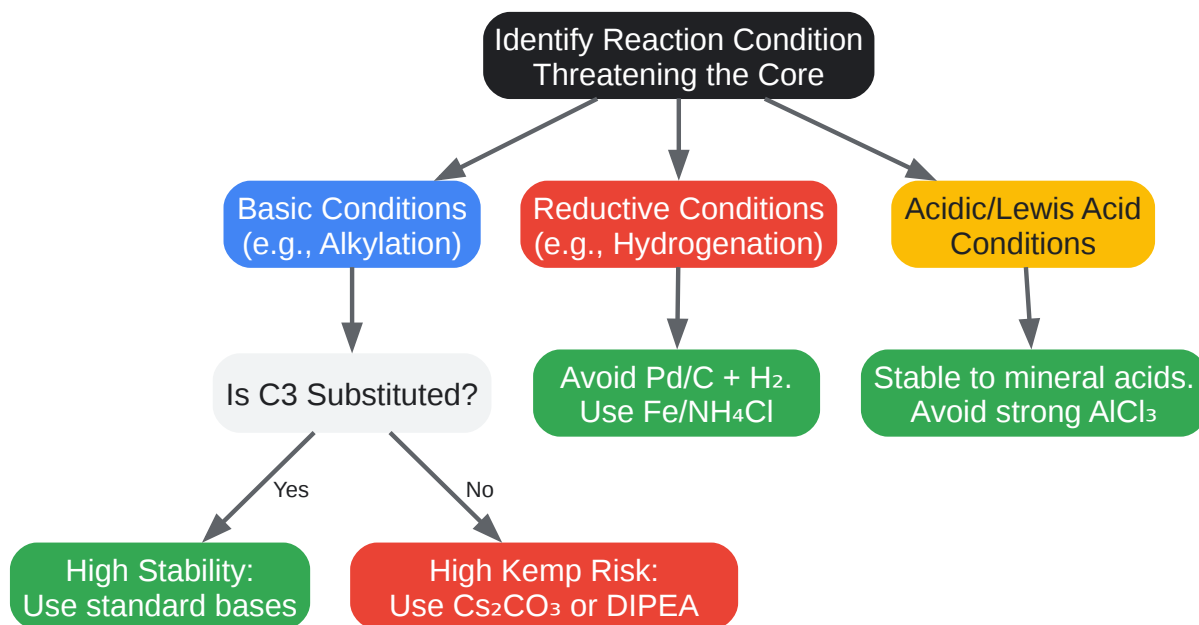 Identify Reaction Condition
Threatening the Core
Basic Conditions
(e.g., Alkylation)
Reductive Conditions
(e.g., Hydrogenation)
Acidic/Lewis Acid
Conditions
Is C3 Substituted?
Avoid Pd/C + H₂.
Use Fe/NH₄Cl
Stable to mineral acids.
Avoid strong AlCl₃
Yes
No
High Stability:
Use standard bases
High Kemp Risk:
Use Cs₂CO₃ or DIPEA